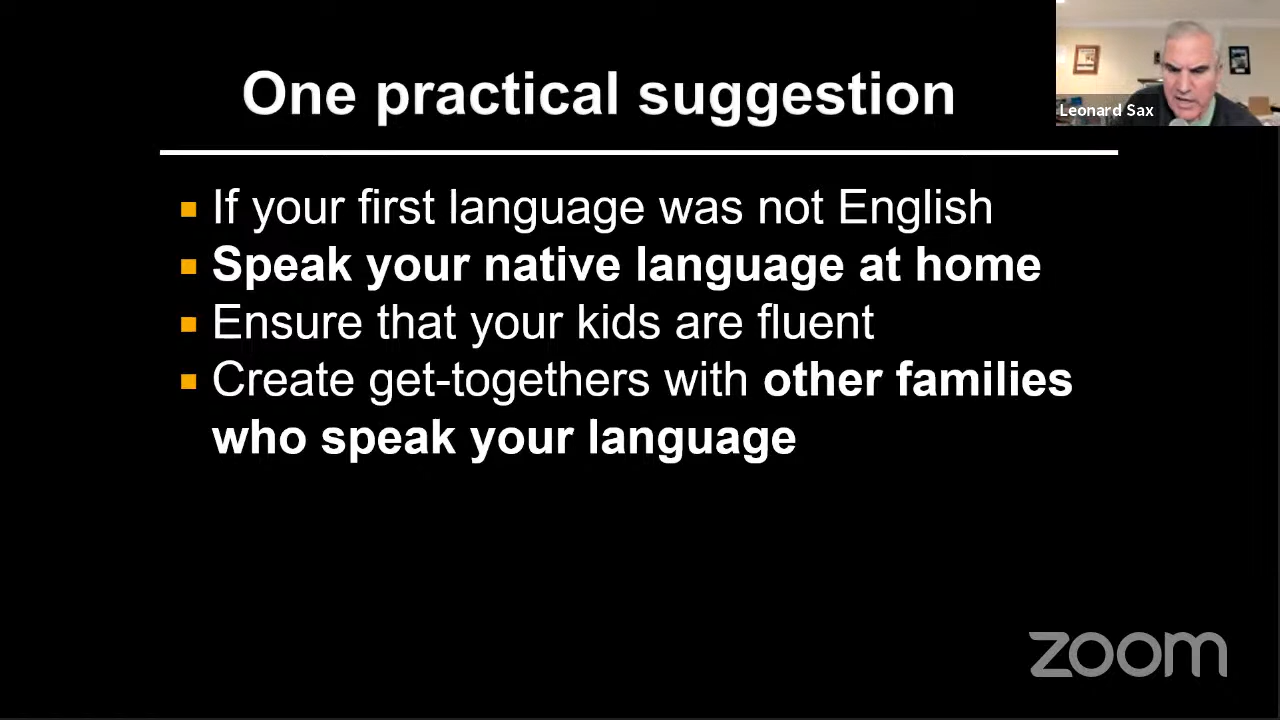 One practical suggestion
Leonard Sax
If your first language was not English
Speak your native language at home
Ensure that your kids are fluent
Create get-togethers with other families
who speak your language
zoom